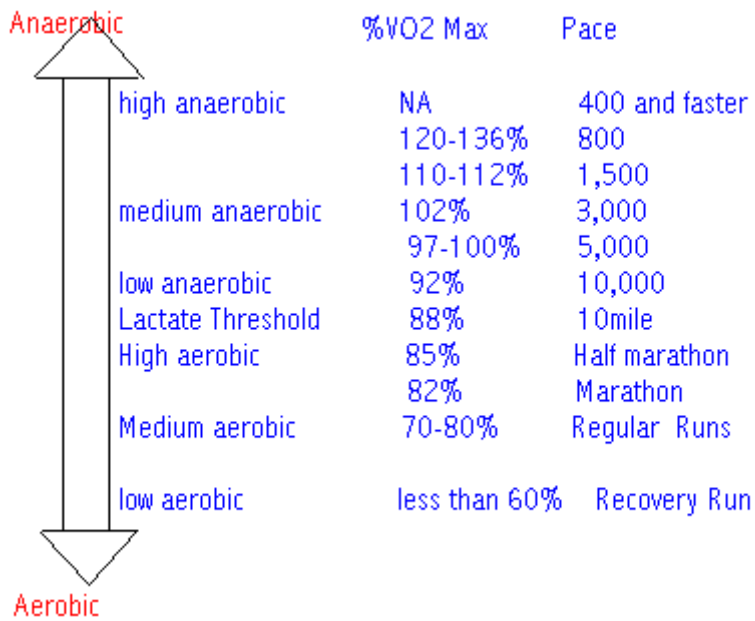 Anaerobic %VO2 Max Pace
high anaerobic NA 400 and faster
120-136% 800
110-112% 1,500
medium anaerobic 102% 3,000
97-100% 5,000
low anaerobic 92% 10,000
Lactate Threshold 88% 10mile
High aerobic 85% Half marathon
82% Marathon
Medium aerobic 70-80% Regular Runs
low aerobic less than 60% Recovery Run
Aerobic